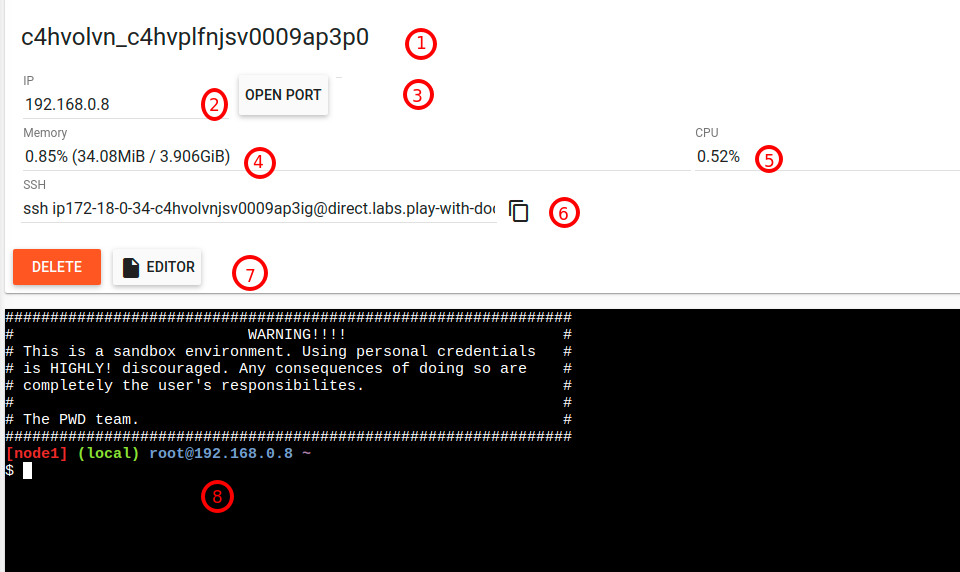 c4hvolvn_c4hvplfnjsv0009ap3p0 1
IP
192.168.0.8 2 OPEN PORT 3
Memory CPU
0.85% (34.08MiB / 3.906GiB) 4 0.52% 5
SSH
ssh ip172-18-0-34-c4hvolvnjsv0009ap3ig@direct.labs.play-with-doc 6
DELETE EDITOR 7
###############################################################
# WARNING!!!! #
# This is a sandbox environment. Using personal credentials #
# is HIGHLY! discouraged. Any consequences of doing so are #
# completely the user's responsibilites. #
# #
# The PWD team. #
###############################################################
[node1] (local) root@192.168.0.8 ~
$
8